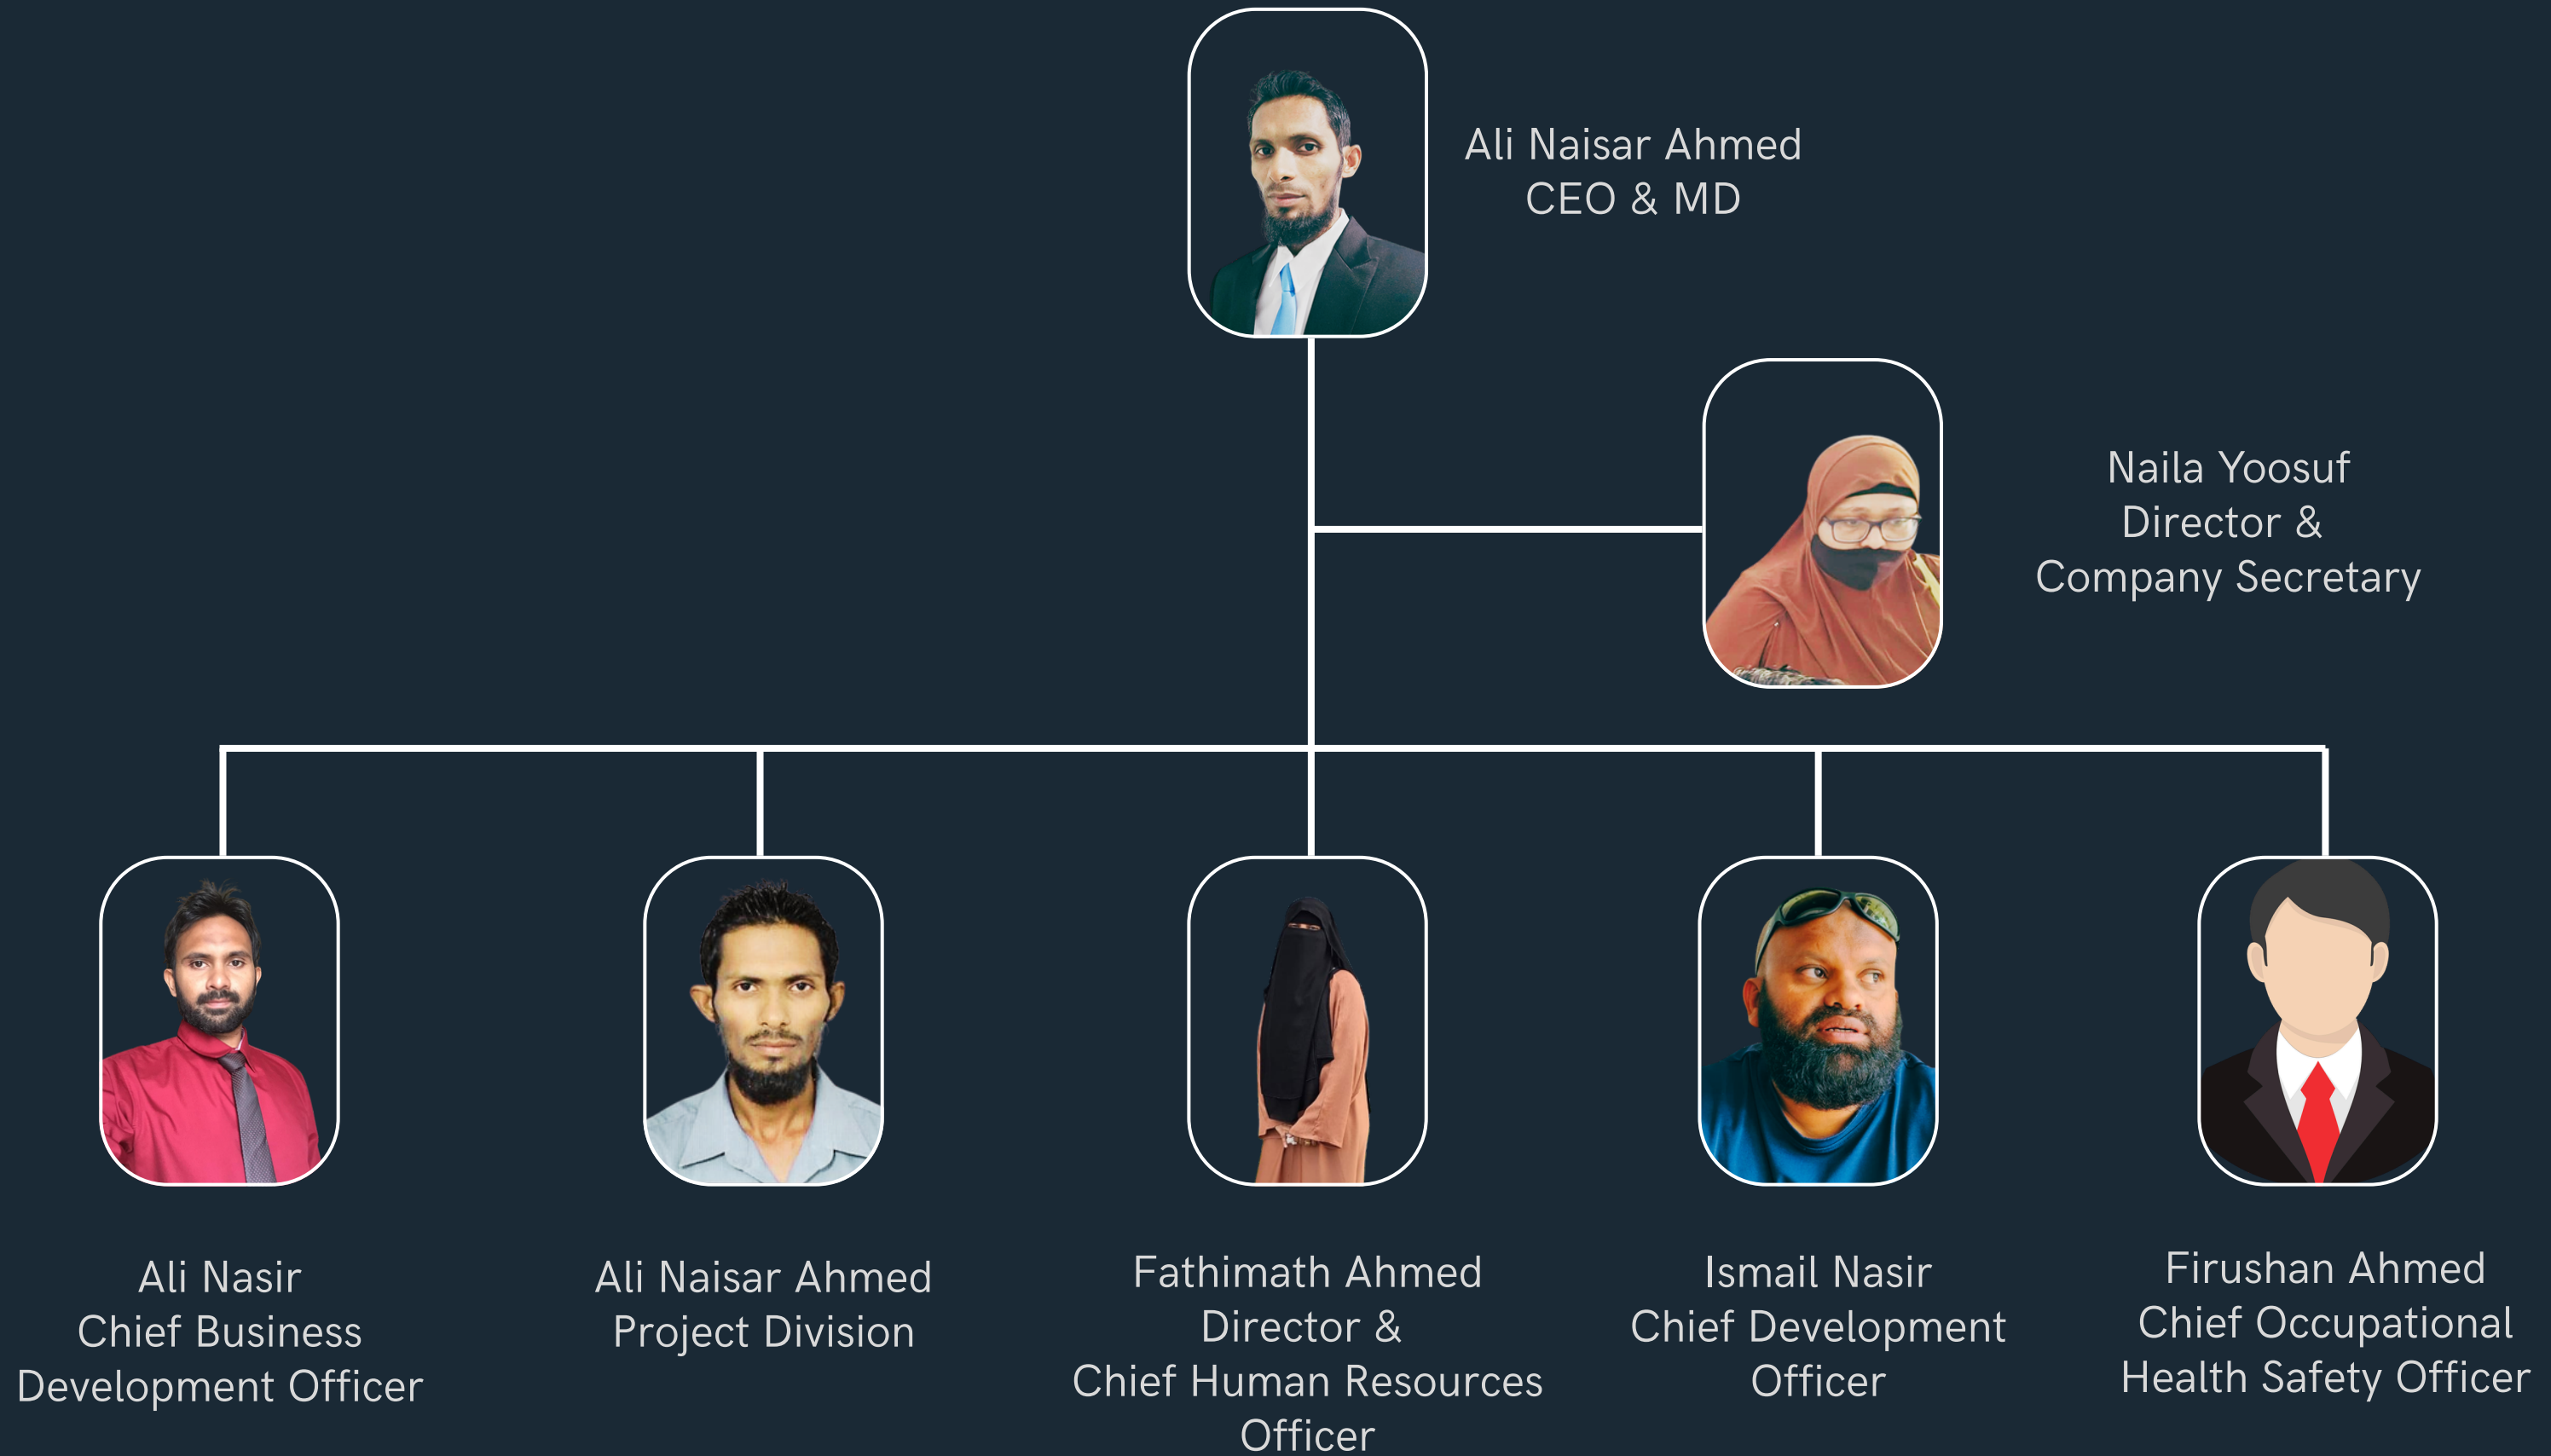 Ali Naisar Ahmed
CEO & MD
Naila Yoosuf
Director &
Company Secretary
Ali Nasir
Chief Business
Development Officer
Ali Naisar Ahmed
Project Division
Fathimath Ahmed
Director &
Chief Human Resources
Officer
Ismail Nasir
Chief Development
Officer
Firushan Ahmed
Chief Occupational
Health Safety Officer